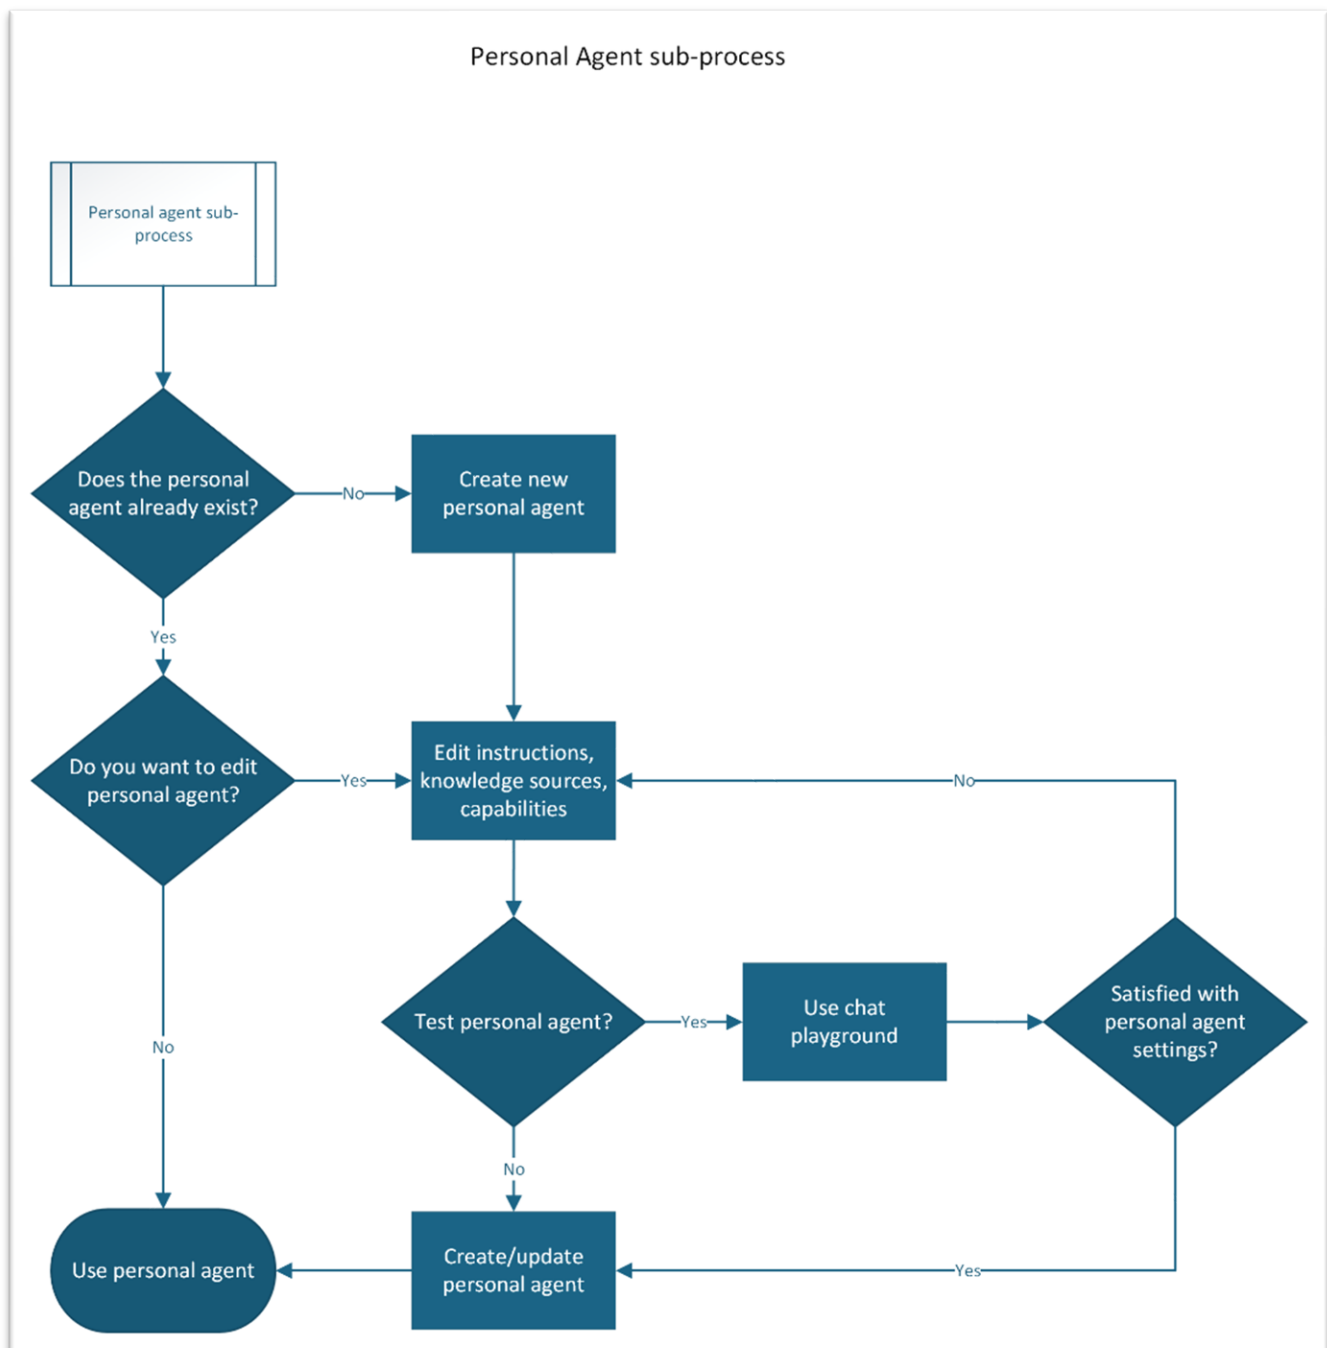 Personal Agent sub-process
Personal agent sub-
process
Does the personal
agent already exist?
No
Create new
personal agent
Yes
Do you want to edit
personal agent?
Yes
Edit instructions,
knowledge sources,
capabilities
No
No
Test personal agent?
Yes
Use chat
playground
Satisfied with
personal agent
settings?
No
Use personal agent
Create/update
personal agent
Yes